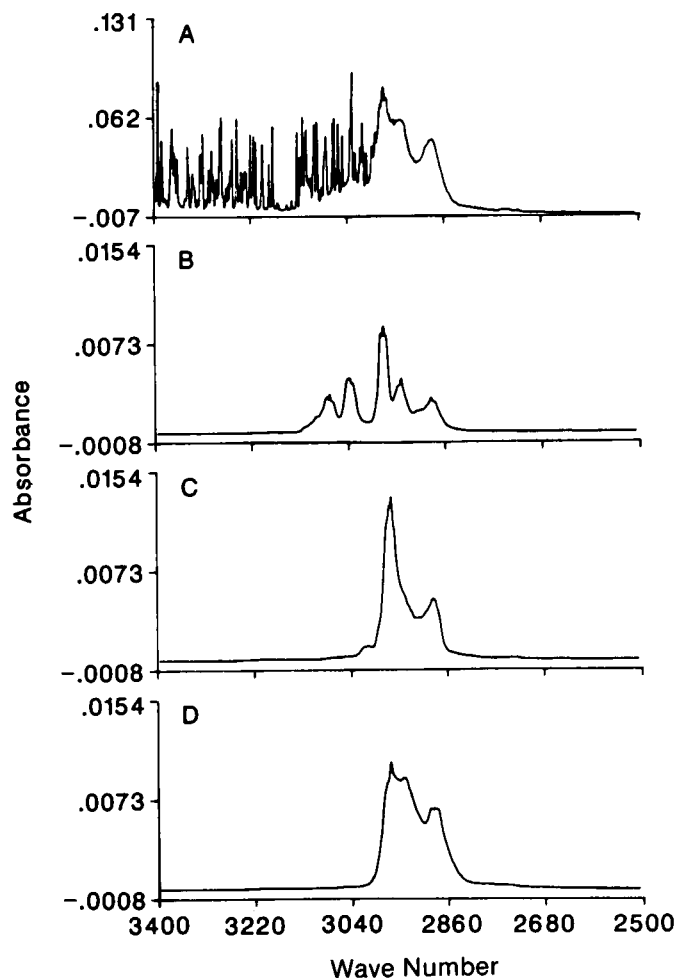 .131
A
.062
-.007
.0154
B
.0073
-.0008
Absorbance
.0154
C
.0073
-.0008
.0154
D
.0073
-.0008
3400 3220 3040 2860 2680 2500
Wave Number